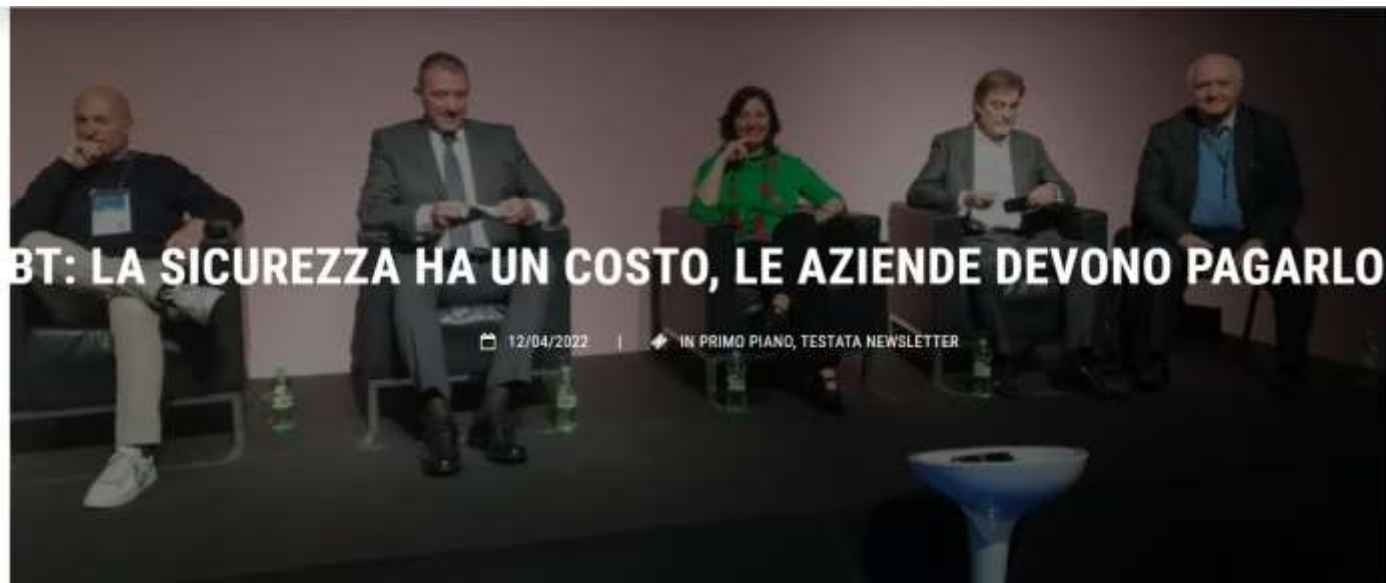 BT: LA SICUREZZA HA UN COSTO, LE AZIENDE DEVONO PAGARLO
12/04/2022 | IN PRIMO PIANO, TESTATA NEWSLETTER